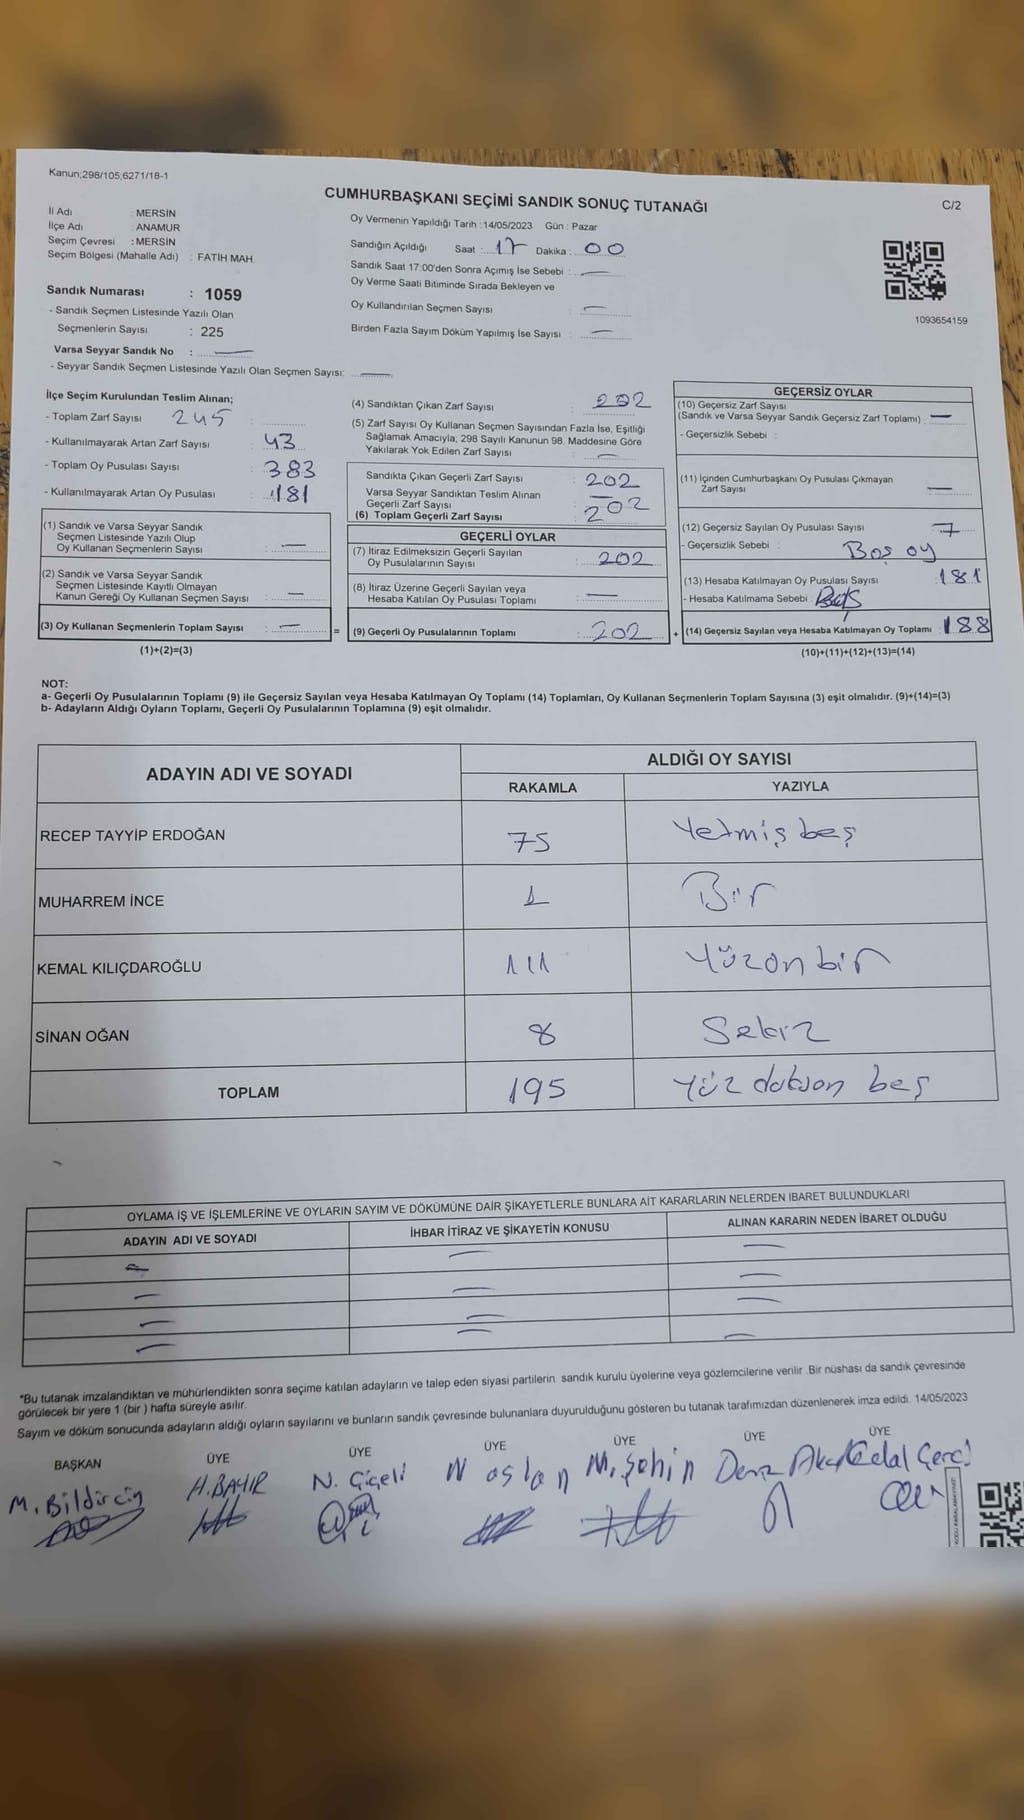 Kanun;298/105;6271/18-1
CUMHURBAŞKANI SEÇİMİ SANDIK SONUÇ TUTANAĞI
C/2
İl Adı : MERSİN
İlçe Adı : ANAMUR
Seçim Çevresi : MERSİN
Seçim Bölgesi (Mahalle Adı) : FATİH MAH.
Oy Vermenin Yapıldığı Tarih :14/05/2023 Gün : Pazar
Sandığın Açıldığı Saat : 17 Dakika : 00
Sandık Saat 17:00'den Sonra Açımış İse Sebebi : —
Oy Verme Saati Bitiminde Sırada Bekleyen ve
Oy Kullandırılan Seçmen Sayısı : —
Birden Fazla Sayım Döküm Yapılmış İse Sayısı : —
1093654159
Sandık Numarası : 1059
- Sandık Seçmen Listesinde Yazılı Olan
Seçmenlerin Sayısı : 225
Varsa Seyyar Sandık No : —
- Seyyar Sandık Seçmen Listesinde Yazılı Olan Seçmen Sayısı: —
İlçe Seçim Kurulundan Teslim Alınan;
- Toplam Zarf Sayısı : 245
- Kullanılmayarak Artan Zarf Sayısı : 43
- Toplam Oy Pusulası Sayısı : 383
- Kullanılmayarak Artan Oy Pusulası : 181
(1) Sandık ve Varsa Seyyar Sandık
Seçmen Listesinde Yazılı Olup
Oy Kullanan Seçmenlerin Sayısı : —
(2) Sandık ve Varsa Seyyar Sandık
Seçmen Listesinde Kayıtlı Olmayan
Kanun Gereği Oy Kullanan Seçmen Sayısı : —
(3) Oy Kullanan Seçmenlerin Toplam Sayısı : —
(1)+(2)=(3)
=
(4) Sandıktan Çıkan Zarf Sayısı : 202
(5) Zarf Sayısı Oy Kullanan Seçmen Sayısından Fazla İse, Eşitliği
Sağlamak Amacıyla; 298 Sayılı Kanunun 98. Maddesine Göre
Yakılarak Yok Edilen Zarf Sayısı : —
Sandıkta Çıkan Geçerli Zarf Sayısı : 202
Varsa Seyyar Sandıktan Teslim Alınan
Geçerli Zarf Sayısı : —
(6) Toplam Geçerli Zarf Sayısı : 202
GEÇERLİ OYLAR
(7) İtiraz Edilmeksizin Geçerli Sayılan
Oy Pusulalarının Sayısı : 202
(8) İtiraz Üzerine Geçerli Sayılan veya
Hesaba Katılan Oy Pusulası Toplamı : —
(9) Geçerli Oy Pusulalarının Toplamı : 202
+
GEÇERSİZ OYLAR
(10) Geçersiz Zarf Sayısı
(Sandık ve Varsa Seyyar Sandık Geçersiz Zarf Toplamı) : —
- Geçersizlik Sebebi :
(11) İçinden Cumhurbaşkanı Oy Pusulası Çıkmayan
Zarf Sayısı —
(12) Geçersiz Sayılan Oy Pusulası Sayısı 7
- Geçersizlik Sebebi : Boş oy
(13) Hesaba Katılmayan Oy Pusulası Sayısı 181
- Hesaba Katılmama Sebebi :
(14) Geçersiz Sayılan veya Hesaba Katılmayan Oy Toplamı : 188
(10)+(11)+(12)+(13)=(14)
NOT:
a- Geçerli Oy Pusulalarının Toplamı (9) ile Geçersiz Sayılan veya Hesaba Katılmayan Oy Toplamı (14) Toplamları, Oy Kullanan Seçmenlerin Toplam Sayısına (3) eşit olmalıdır. (9)+(14)=(3)
b- Adayların Aldığı Oyların Toplamı, Geçerli Oy Pusulalarının Toplamına (9) eşit olmalıdır.
ADAYIN ADI VE SOYADI
ALDIĞI OY SAYISI
RAKAMLA YAZIYLA
RECEP TAYYİP ERDOĞAN 75 Yetmiş beş
MUHARREM İNCE 1 Bir
KEMAL KILIÇDAROĞLU 111 Yüzonbir
SİNAN OĞAN 8 Sekiz
TOPLAM 195 Yüz doksan beş
OYLAMA İŞ VE İŞLEMLERİNE VE OYLARIN SAYIM VE DÖKÜMÜNE DAİR ŞİKAYETLERLE BUNLARA AİT KARARLARIN NELERDEN İBARET BULUNDUKLARI
ADAYIN ADI VE SOYADI İHBAR İTİRAZ VE ŞİKAYETİN KONUSU ALINAN KARARIN NEDEN İBARET OLDUĞU
*Bu tutanak imzalandıktan ve mühürlendikten sonra seçime katılan adayların ve talep eden siyasi partilerin sandık kurulu üyelerine veya gözlemcilerine verilir .Bir nüshası da sandık çevresinde
görülecek bir yere 1 (bir ) hafta süreyle asılır.
Sayım ve döküm sonucunda adayların aldığı oyların sayılarını ve bunların sandık çevresinde bulunanlara duyurulduğunu gösteren bu tutanak tarafımızdan düzenlenerek imza edildi. 14/05/2023
BAŞKAN ÜYE ÜYE ÜYE ÜYE ÜYE ÜYE
M. Bildircin H. BAYIR N. Çiçeli N aslan M. Şahin Deniz